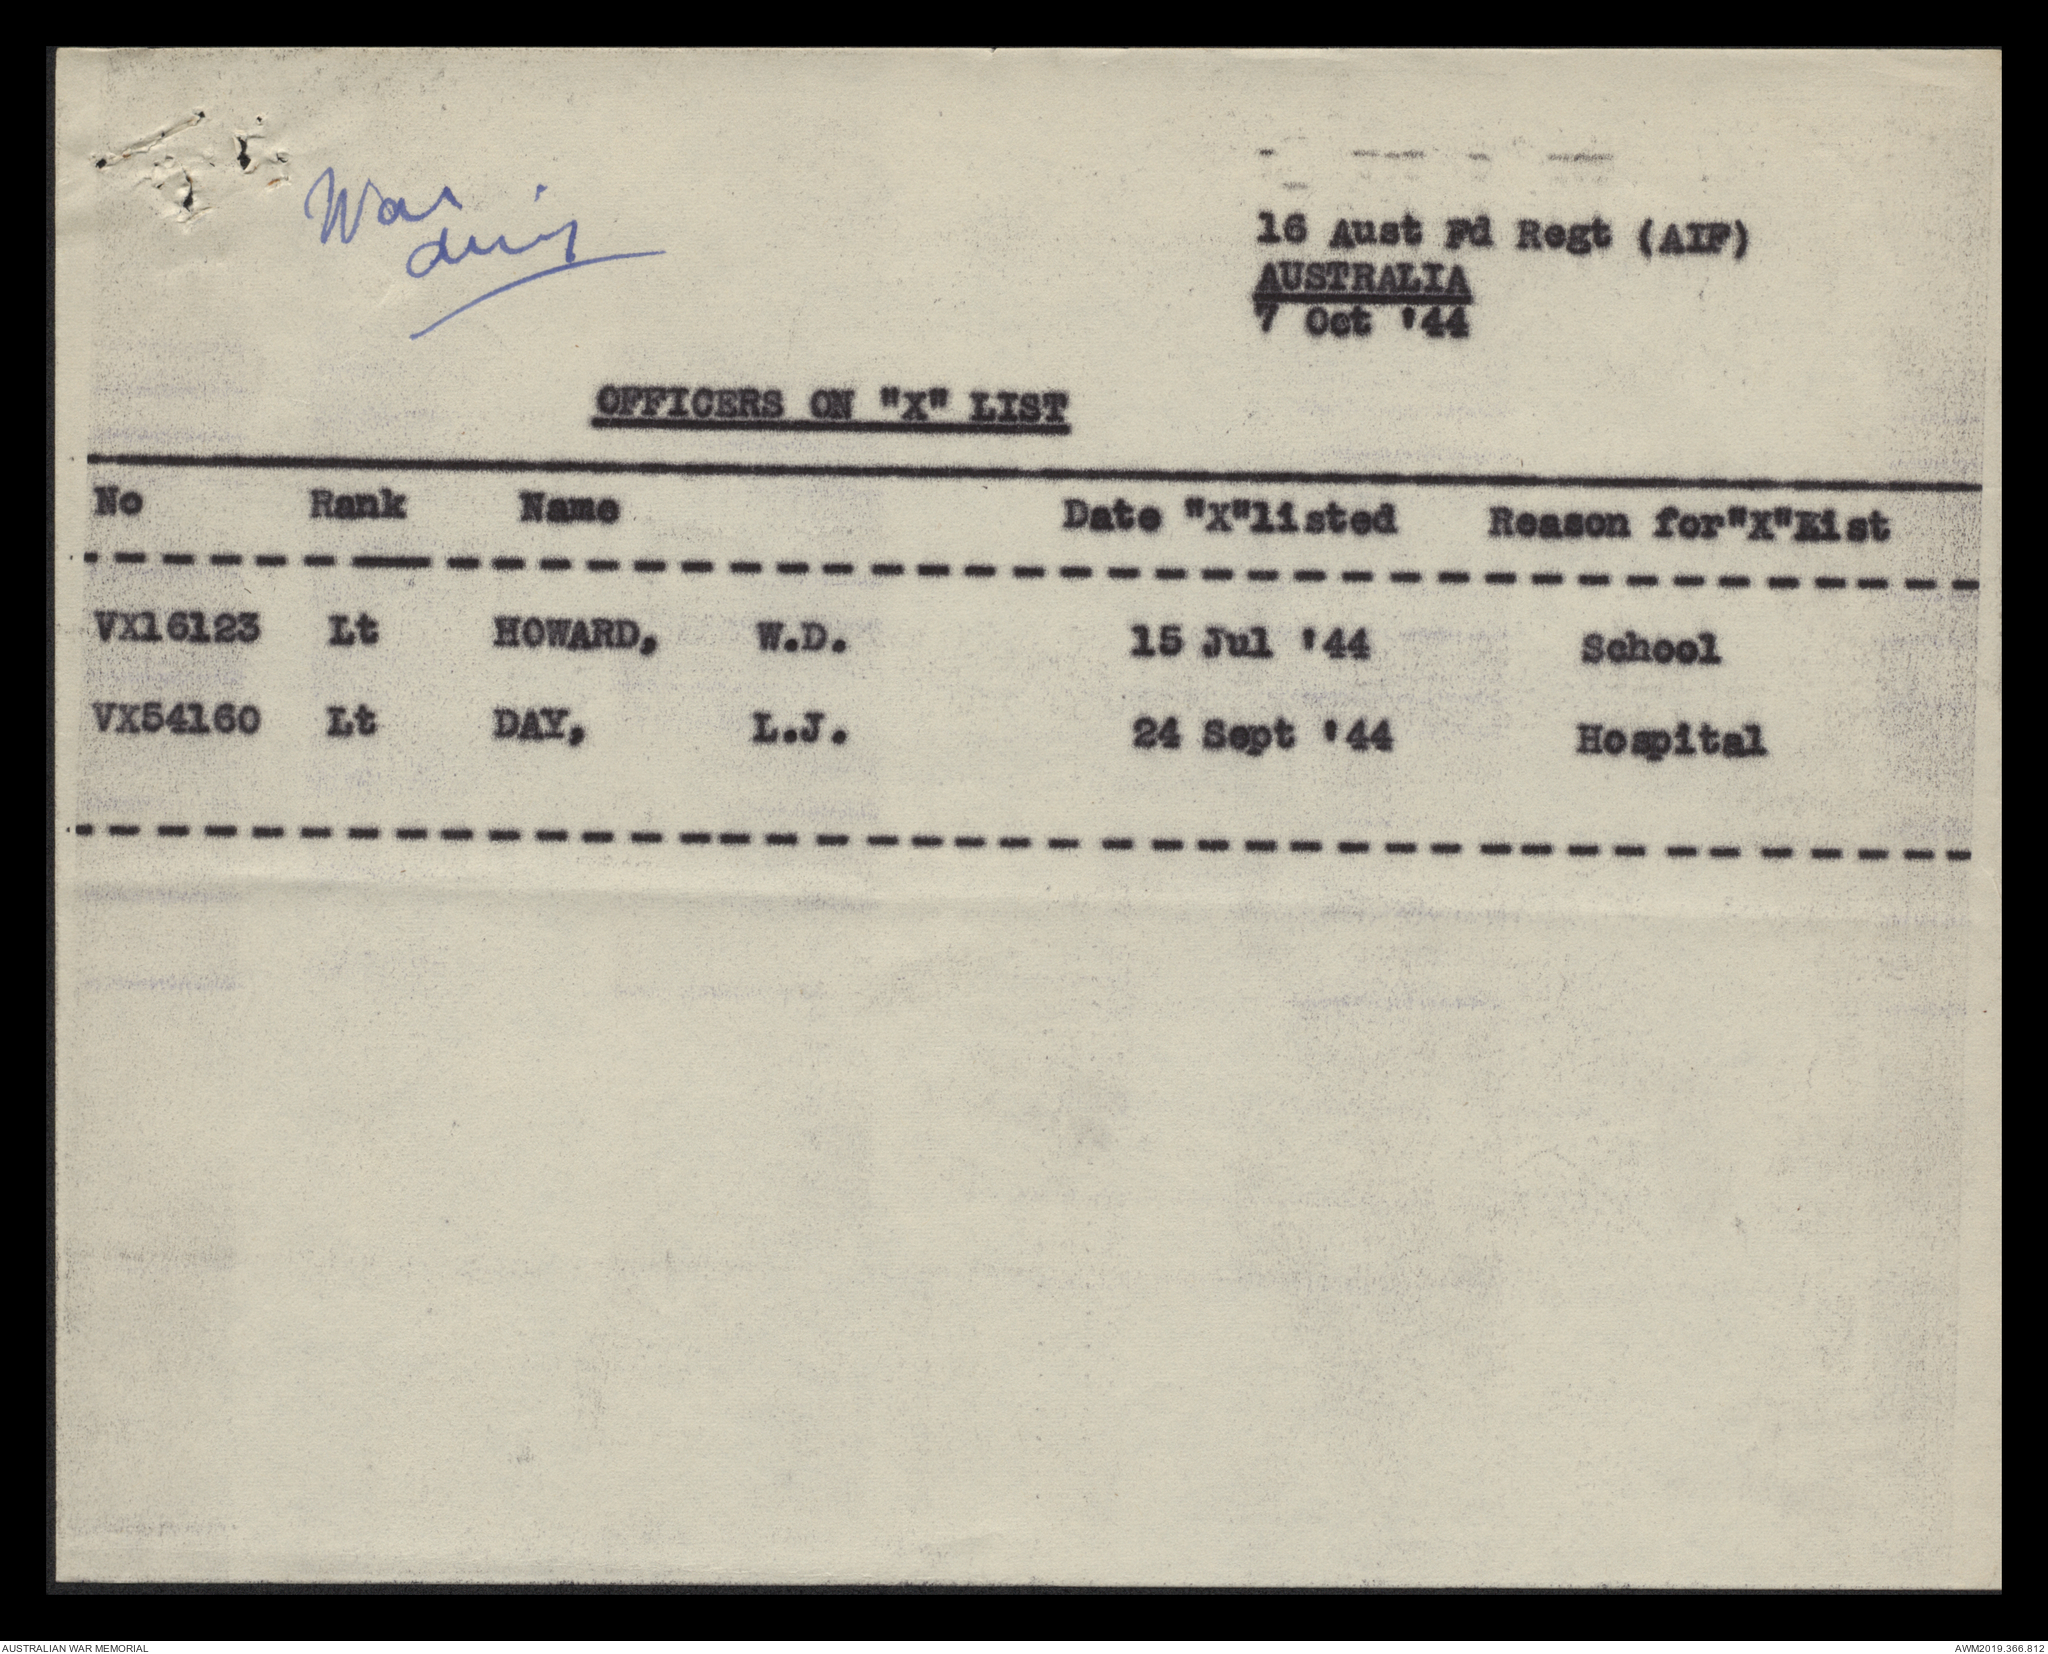 War
diary
16 Aust Fd Regt (AIF)
AUSTRALIA
7 Oct '44
OFFICERS ON "X" LIST
No Rank Name Date "X"listed Reason for"X"List
VX16123 Lt HOWARD, W.D. 15 Jul '44 School
VX54160 Lt DAY, L.J. 24 Sept '44 Hospital
AUSTRALIAN WAR MEMORIAL AWM2019.366.812